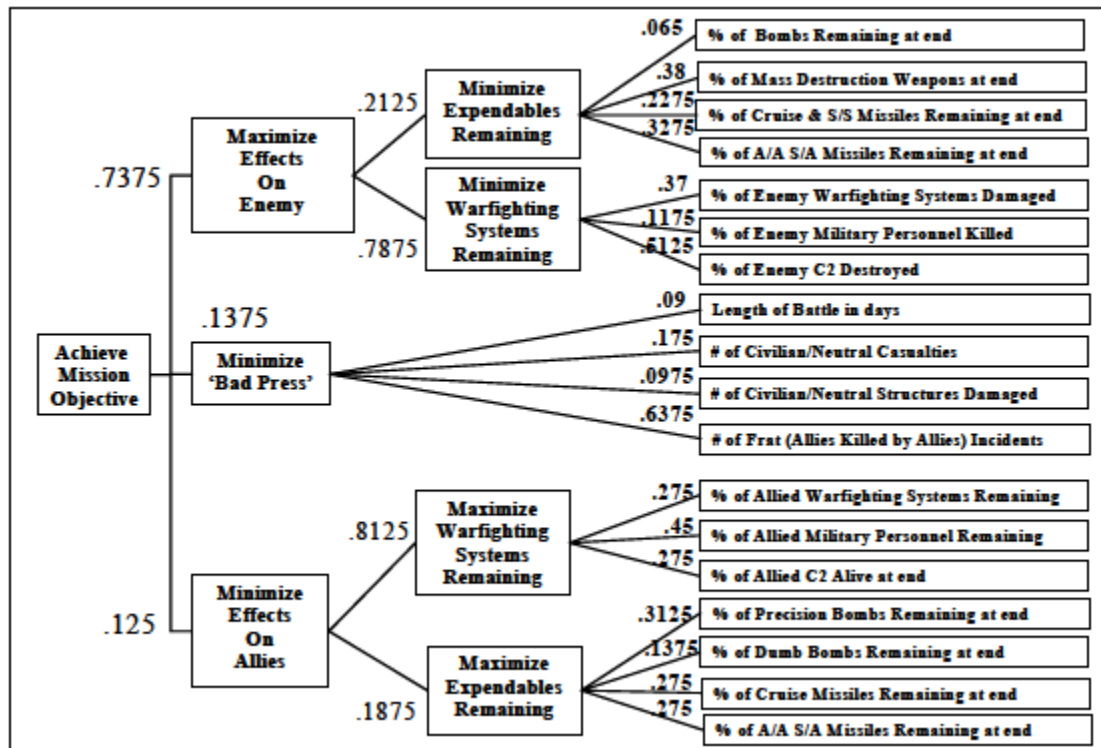 .065
% of Bombs Remaining at end
.38
% of Mass Destruction Weapons at end
.2275
% of Cruise & S/S Missiles Remaining at end
.3275
% of A/A S/A Missiles Remaining at end
.2125
Minimize
Expendables
Remaining
Maximize
Effects
On
Enemy
.7375
.37
% of Enemy Warfighting Systems Damaged
.1175
% of Enemy Military Personnel Killed
.5125
% of Enemy C2 Destroyed
Minimize
Warfighting
Systems
Remaining
.7875
.1375
.09
Length of Battle in days
.175
# of Civilian/Neutral Casualties
.0975
# of Civilian/Neutral Structures Damaged
.6375
# of Frat (Allies Killed by Allies) Incidents
Achieve
Mission
Objective
Minimize
‘Bad Press’
.275
% of Allied Warfighting Systems Remaining
.45
% of Allied Military Personnel Remaining
.275
% of Allied C2 Alive at end
.8125
Maximize
Warfighting
Systems
Remaining
.125
Minimize
Effects
On
Allies
.3125
% of Precision Bombs Remaining at end
.1375
% of Dumb Bombs Remaining at end
.275
% of Cruise Missiles Remaining at end
.275
% of A/A S/A Missiles Remaining at end
.1875
Maximize
Expendables
Remaining